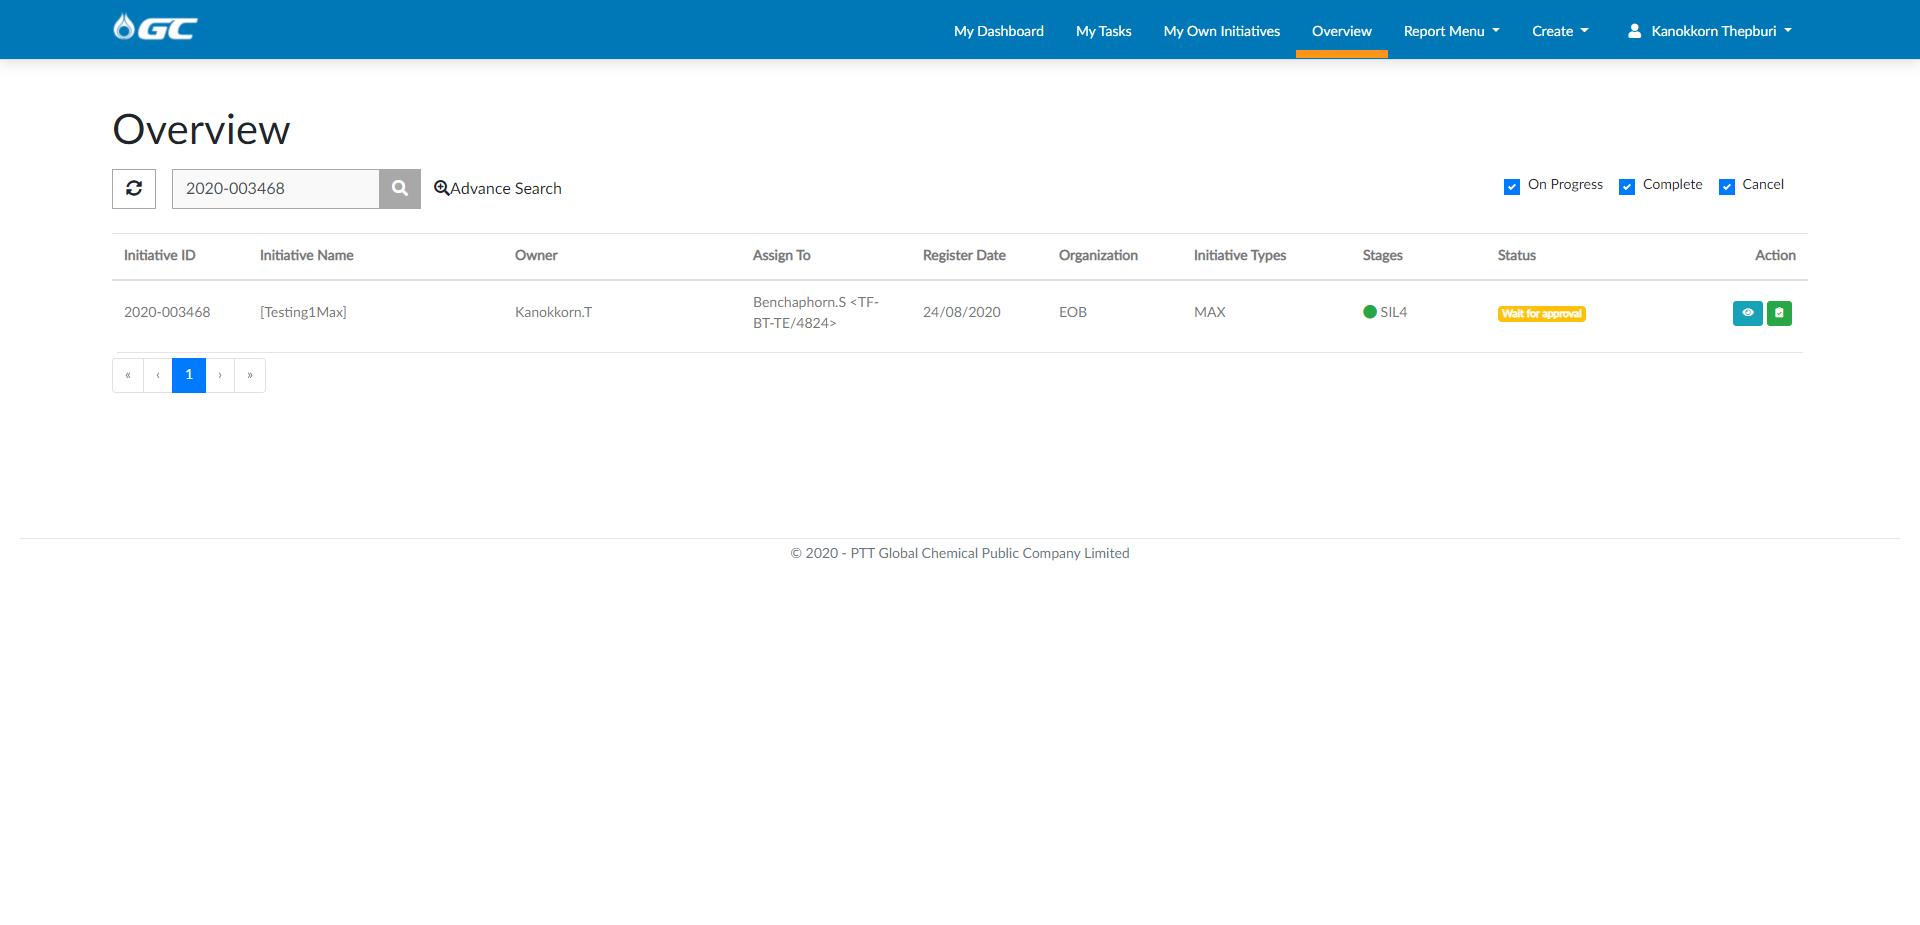 GC
My Dashboard My Tasks My Own Initiatives Overview Report Menu Create Kanokkorn Thepburi
Overview
2020-003468 Advance Search On Progress Complete Cancel
Initiative ID Initiative Name Owner Assign To Register Date Organization Initiative Types Stages Status Action
2020-003468 [Testing1Max] Kanokkorn.T Benchaphorn.S <TF-
BT-TE/4824> 24/08/2020 EOB MAX SIL4 Wait for approval
« ‹ 1 › »
© 2020 - PTT Global Chemical Public Company Limited